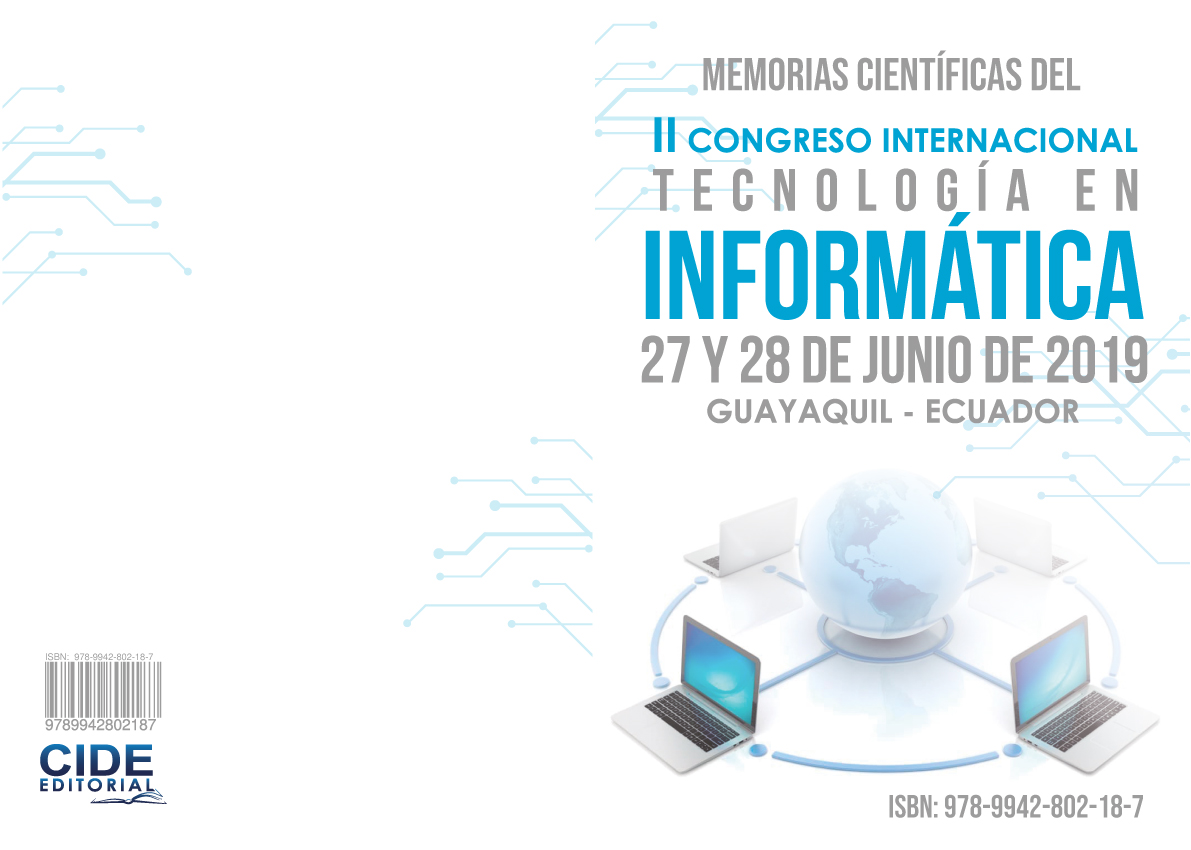 MEMORIAS CIENTÍFICAS DEL
II CONGRESO INTERNACIONAL
TECNOLOGÍA EN
INFORMÁTICA
27 Y 28 DE JUNIO DE 2019
GUAYAQUIL - ECUADOR
ISBN: 978-9942-802-18-7
ISBN: 978-9942-802-18-7
9789942802187
CIDE
EDITORIAL